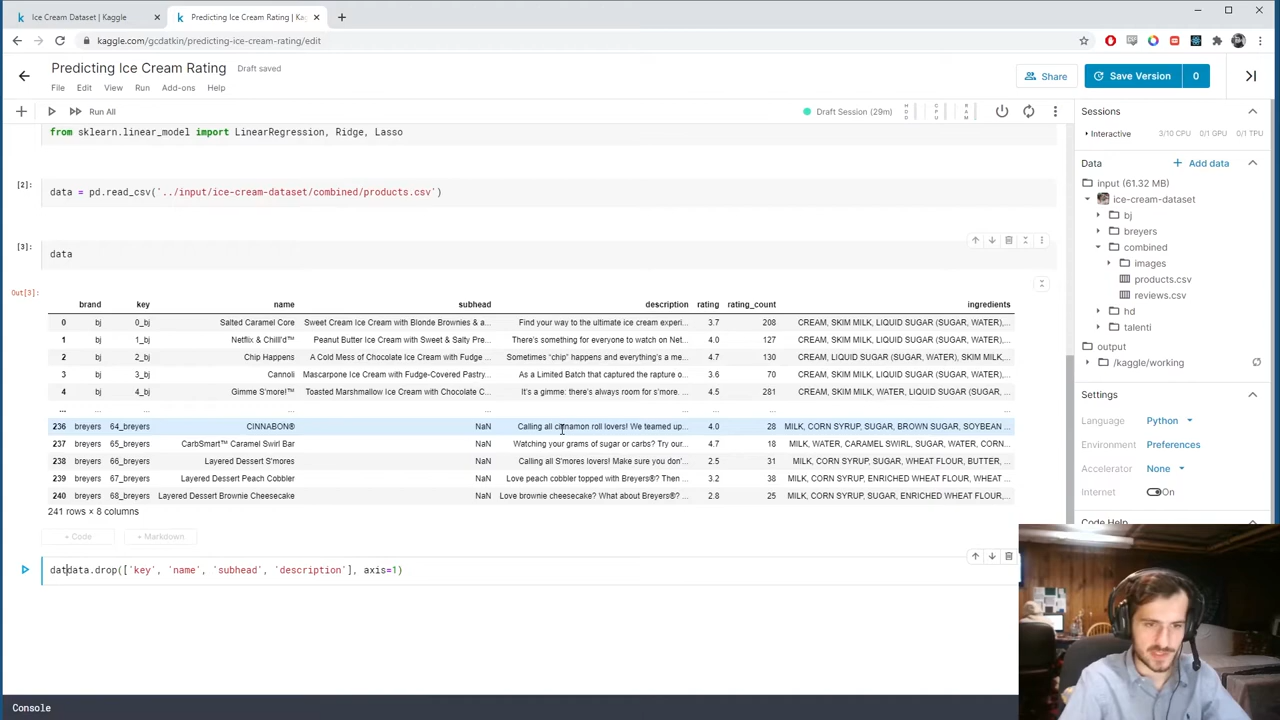 Ice Cream Dataset | Kaggle
Predicting Ice Cream Rating | Ka
kaggle.com/gcdatkin/predicting-ice-cream-rating/edit
Predicting Ice Cream Rating Draft saved
File Edit View Run Add-ons Help
Share
Save Version 0
Run All
Draft Session (29m)
from sklearn.linear_model import LinearRegression, Ridge, Lasso
[2]: data = pd.read_csv('../input/ice-cream-dataset/combined/products.csv')
[3]: data
Out[3]:
brand key name subhead description rating rating_count ingredients
0 bj 0_bj Salted Caramel Core Sweet Cream Ice Cream with Blonde Brownies & a... Find your way to the ultimate ice cream experi... 3.7 208 CREAM, SKIM MILK, LIQUID SUGAR (SUGAR, WATER),...
1 bj 1_bj Netflix & Chilll'd™ Peanut Butter Ice Cream with Sweet & Salty Pre... There's something for everyone to watch on Net... 4.0 127 CREAM, SKIM MILK, LIQUID SUGAR (SUGAR, WATER),...
2 bj 2_bj Chip Happens A Cold Mess of Chocolate Ice Cream with Fudge ... Sometimes “chip” happens and everything's a me... 4.7 130 CREAM, LIQUID SUGAR (SUGAR, WATER), SKIM MILK,...
3 bj 3_bj Cannoli Mascarpone Ice Cream with Fudge-Covered Pastry... As a Limited Batch that captured the rapture o... 3.6 70 CREAM, SKIM MILK, LIQUID SUGAR (SUGAR, WATER),...
4 bj 4_bj Gimme S'more!™ Toasted Marshmallow Ice Cream with Chocolate C... It's a gimme: there's always room for s'more. ... 4.5 281 CREAM, SKIM MILK, WATER, LIQUID SUGAR (SUGAR, ...
... ... ... ... ... ... ... ... ...
236 breyers 64_breyers CINNABON® NaN Calling all cinnamon roll lovers! We teamed up... 4.0 28 MILK, CORN SYRUP, SUGAR, BROWN SUGAR, SOYBEAN ...
237 breyers 65_breyers CarbSmart™ Caramel Swirl Bar NaN Watching your grams of sugar or carbs? Try our... 4.7 18 MILK, WATER, CARAMEL SWIRL, SUGAR, WATER, CORN...
238 breyers 66_breyers Layered Dessert S'mores NaN Calling all S'mores lovers! Make sure you don'... 2.5 31 MILK, CORN SYRUP, SUGAR, WHEAT FLOUR, BUTTER, ...
239 breyers 67_breyers Layered Dessert Peach Cobbler NaN Love peach cobbler topped with Breyers®? Then ... 3.2 38 MILK, CORN SYRUP, SUGAR, ENRICHED WHEAT FLOUR, WHEAT ...
240 breyers 68_breyers Layered Dessert Brownie Cheesecake NaN Love brownie cheesecake? What about Breyers®? ... 2.8 25 MILK, CORN SYRUP, SUGAR, ENRICHED WHEAT FLOUR,...
241 rows × 8 columns
+ Code + Markdown
datdata.drop(['key', 'name', 'subhead', 'description'], axis=1)
Console
Sessions
Interactive 3/10 CPU 0/1 GPU 0/1 TPU
Data + Add data
input (61.32 MB)
ice-cream-dataset
bj
breyers
combined
images
products.csv
reviews.csv
hd
talenti
output
/kaggle/working
Settings
Language Python
Environment Preferences
Accelerator None
Internet On
Code Help